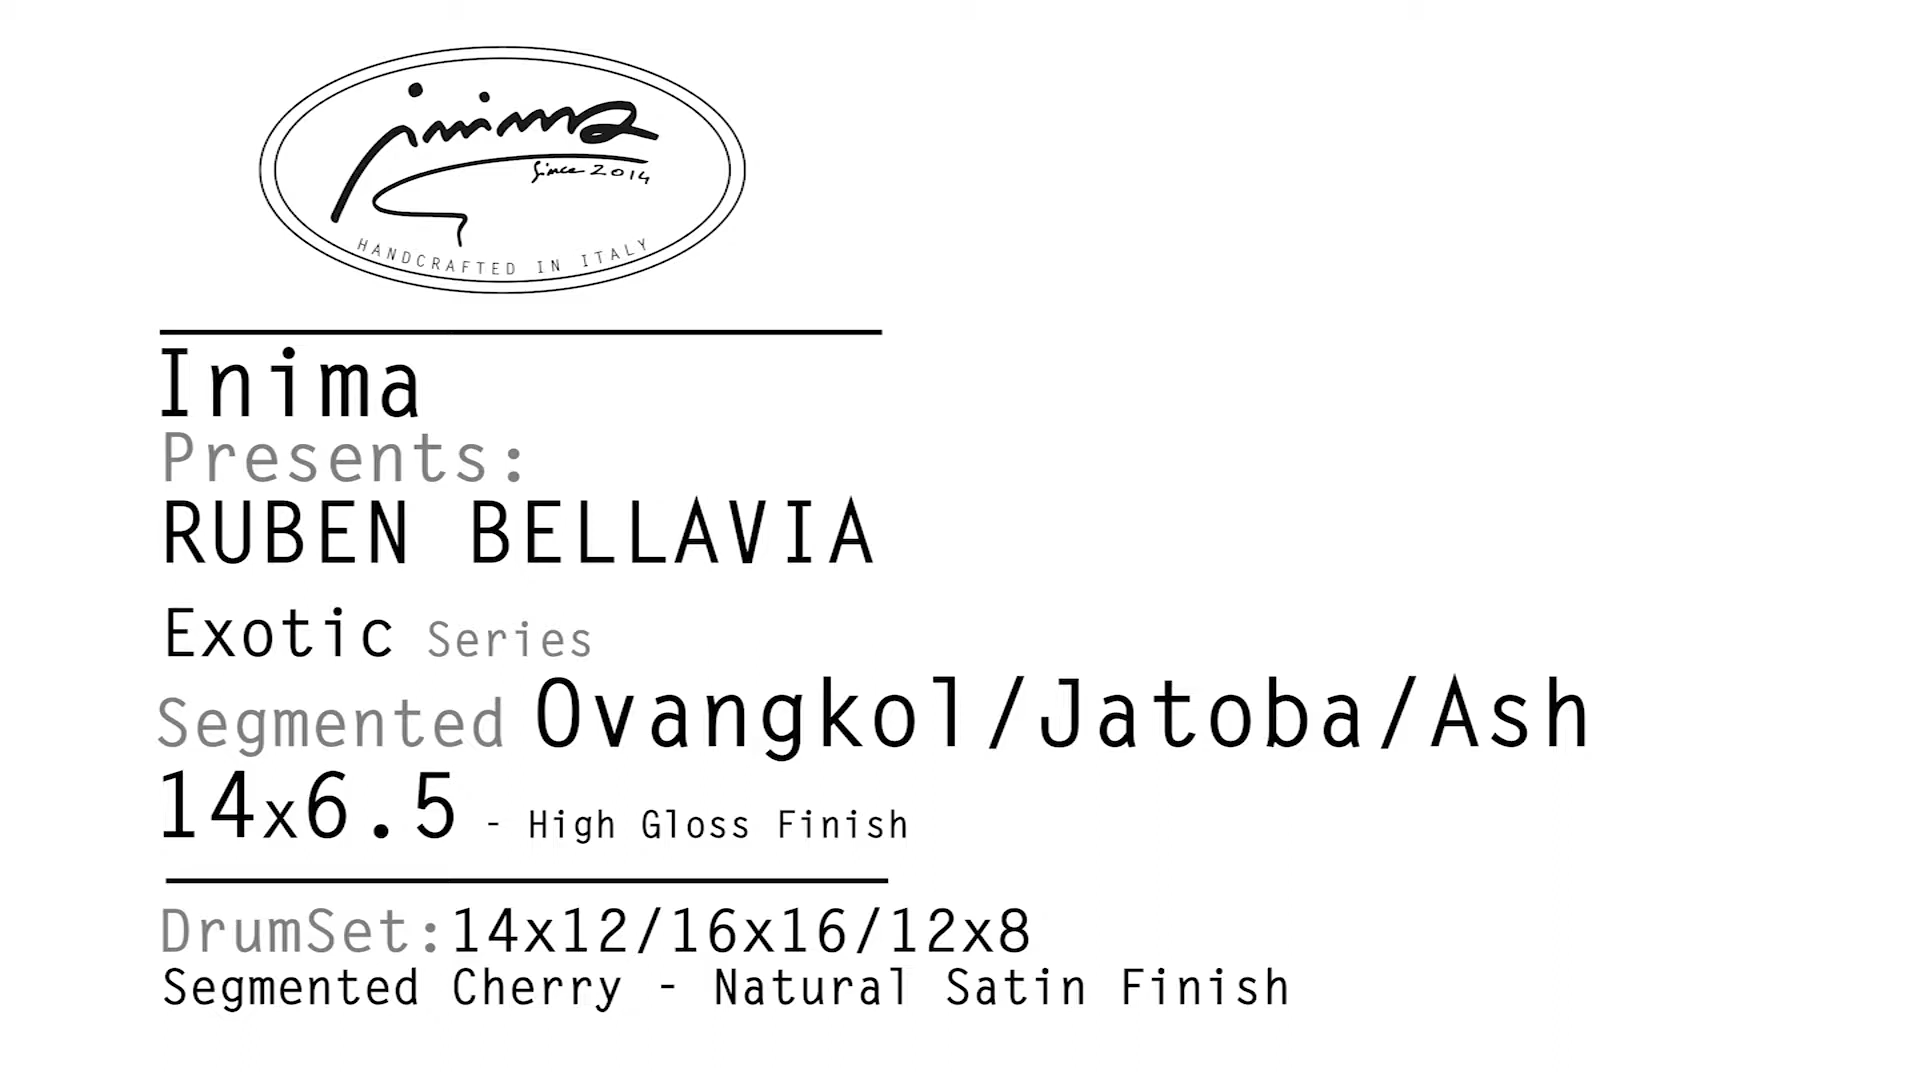 inima
Since 2014
HANDCRAFTED IN ITALY
Inima
Presents:
RUBEN BELLAVIA
Exotic Series
Segmented Ovangkol/Jatoba/Ash
14x6.5 - High Gloss Finish
DrumSet:14x12/16x16/12x8
Segmented Cherry - Natural Satin Finish